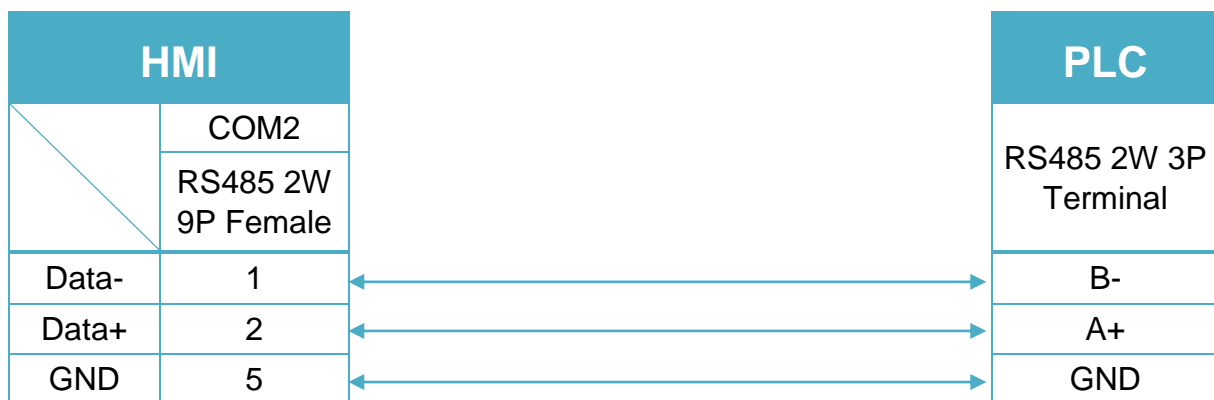 HMI
PLC
COM2
RS485 2W
9P Female
RS485 2W 3P
Terminal
Data- 1 B-
Data+ 2 A+
GND 5 GND